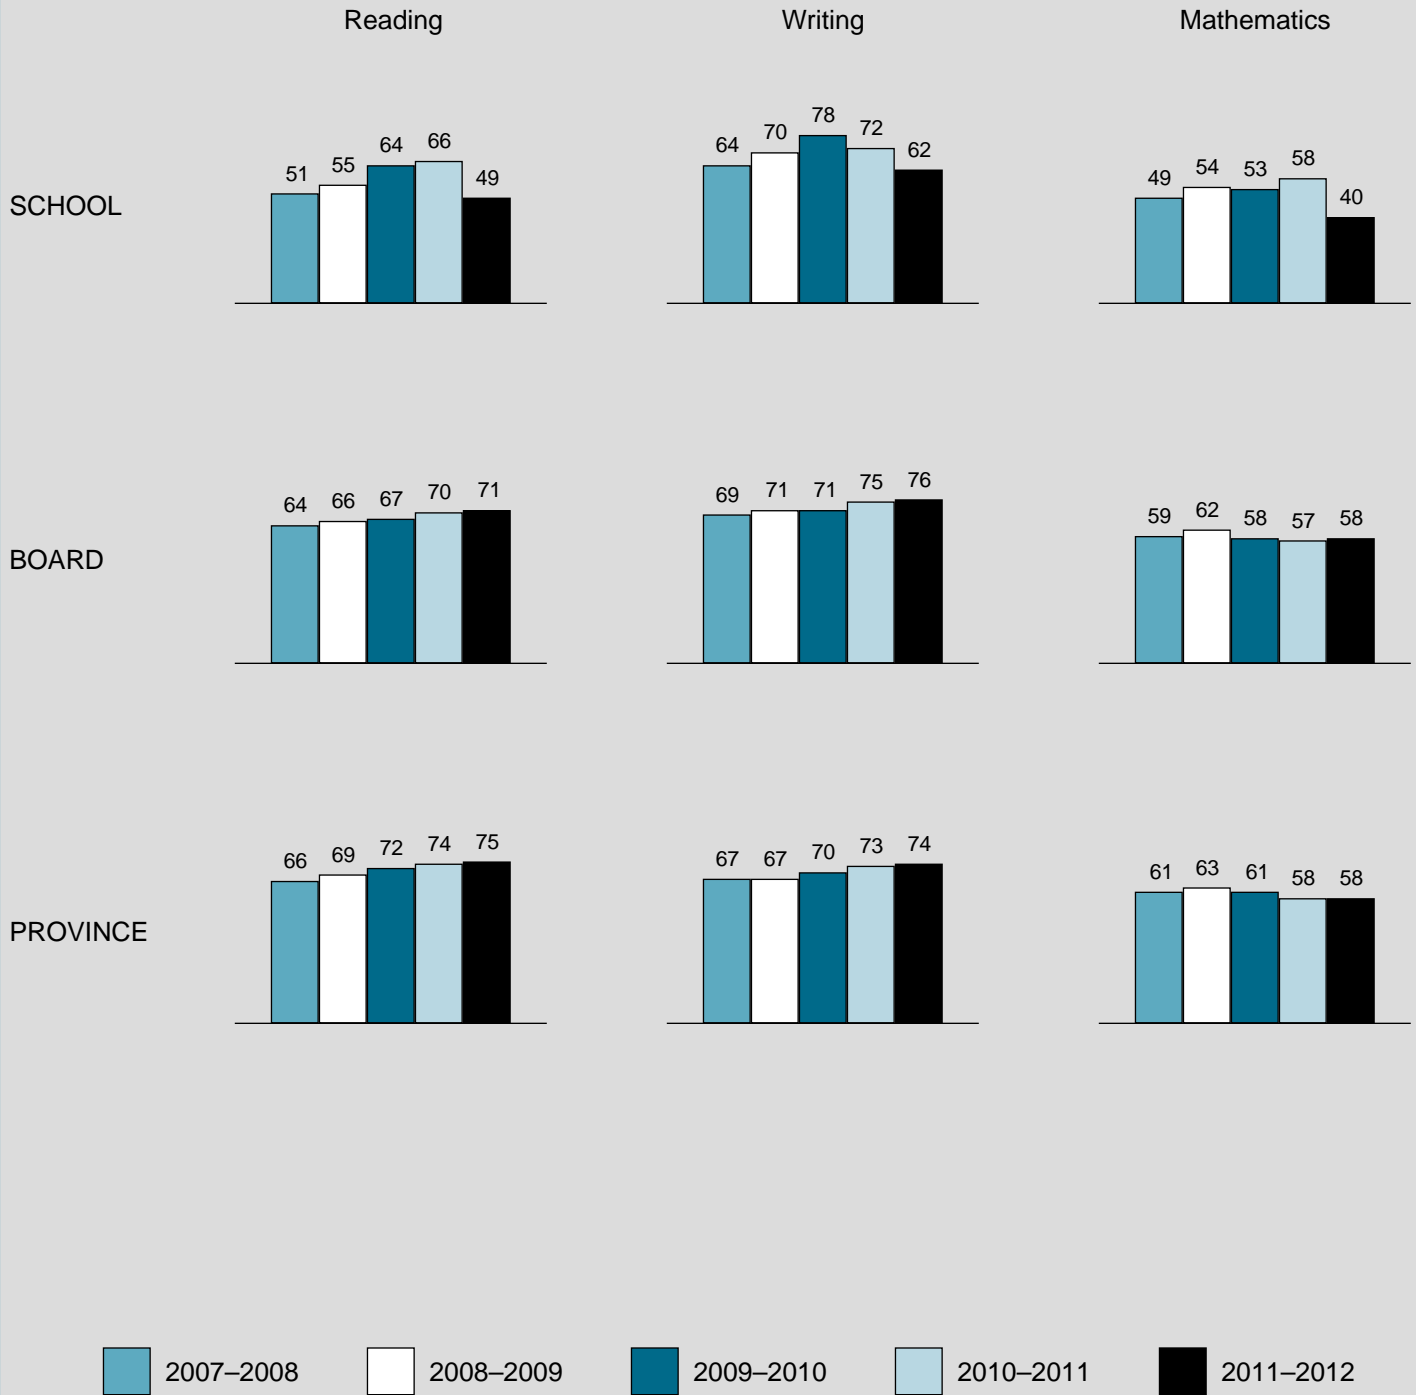 Reading Writing Mathematics
SCHOOL
51 55 64 66 49
64 70 78 72 62
49 54 53 58 40
BOARD
64 66 67 70 71
69 71 71 75 76
59 62 58 57 58
PROVINCE
66 69 72 74 75
67 67 70 73 74
61 63 61 58 58
2007–2008 2008–2009 2009–2010 2010–2011 2011–2012